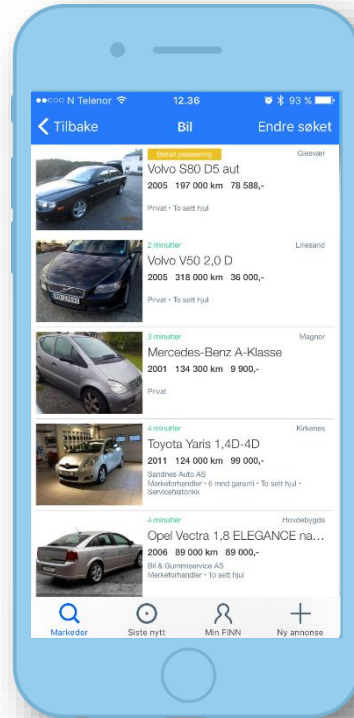 N Telenor 12.36 93 %
Tilbake Bil Endre søket
Betalt plassering Giesvær
Volvo S80 D5 aut
2005 197 000 km 78 588,-
Privat • To sett hjul
2 minutter Lillesand
Volvo V50 2,0 D
2005 318 000 km 36 000,-
Privat • To sett hjul
3 minutter Magnor
Mercedes-Benz A-Klasse
2001 134 300 km 9 900,-
Privat
4 minutter Kirkenes
Toyota Yaris 1,4D-4D
2011 124 000 km 99 000,-
Sandnes Auto AS
Merkeforhandler • 6 mnd garanti • To sett hjul •
Servicehistorikk
4 minutter Hovdebygda
Opel Vectra 1,8 ELEGANCE na...
2006 89 000 km 89 000,-
Bil & Gummiservice AS
Merkeforhandler • To sett hjul
Markeder Siste nytt Min FINN Ny annonse